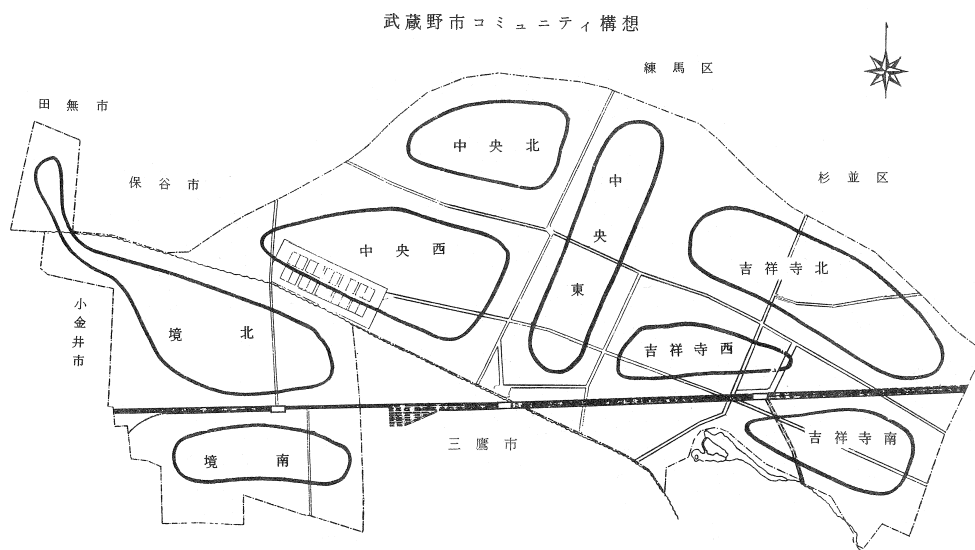 武蔵野市コミュニティ構想
練馬区
田無市
保谷市
杉並区
中央北
中央東
中央西
吉祥寺北
小金井市
境北
吉祥寺西
三鷹市
吉祥寺南
境南